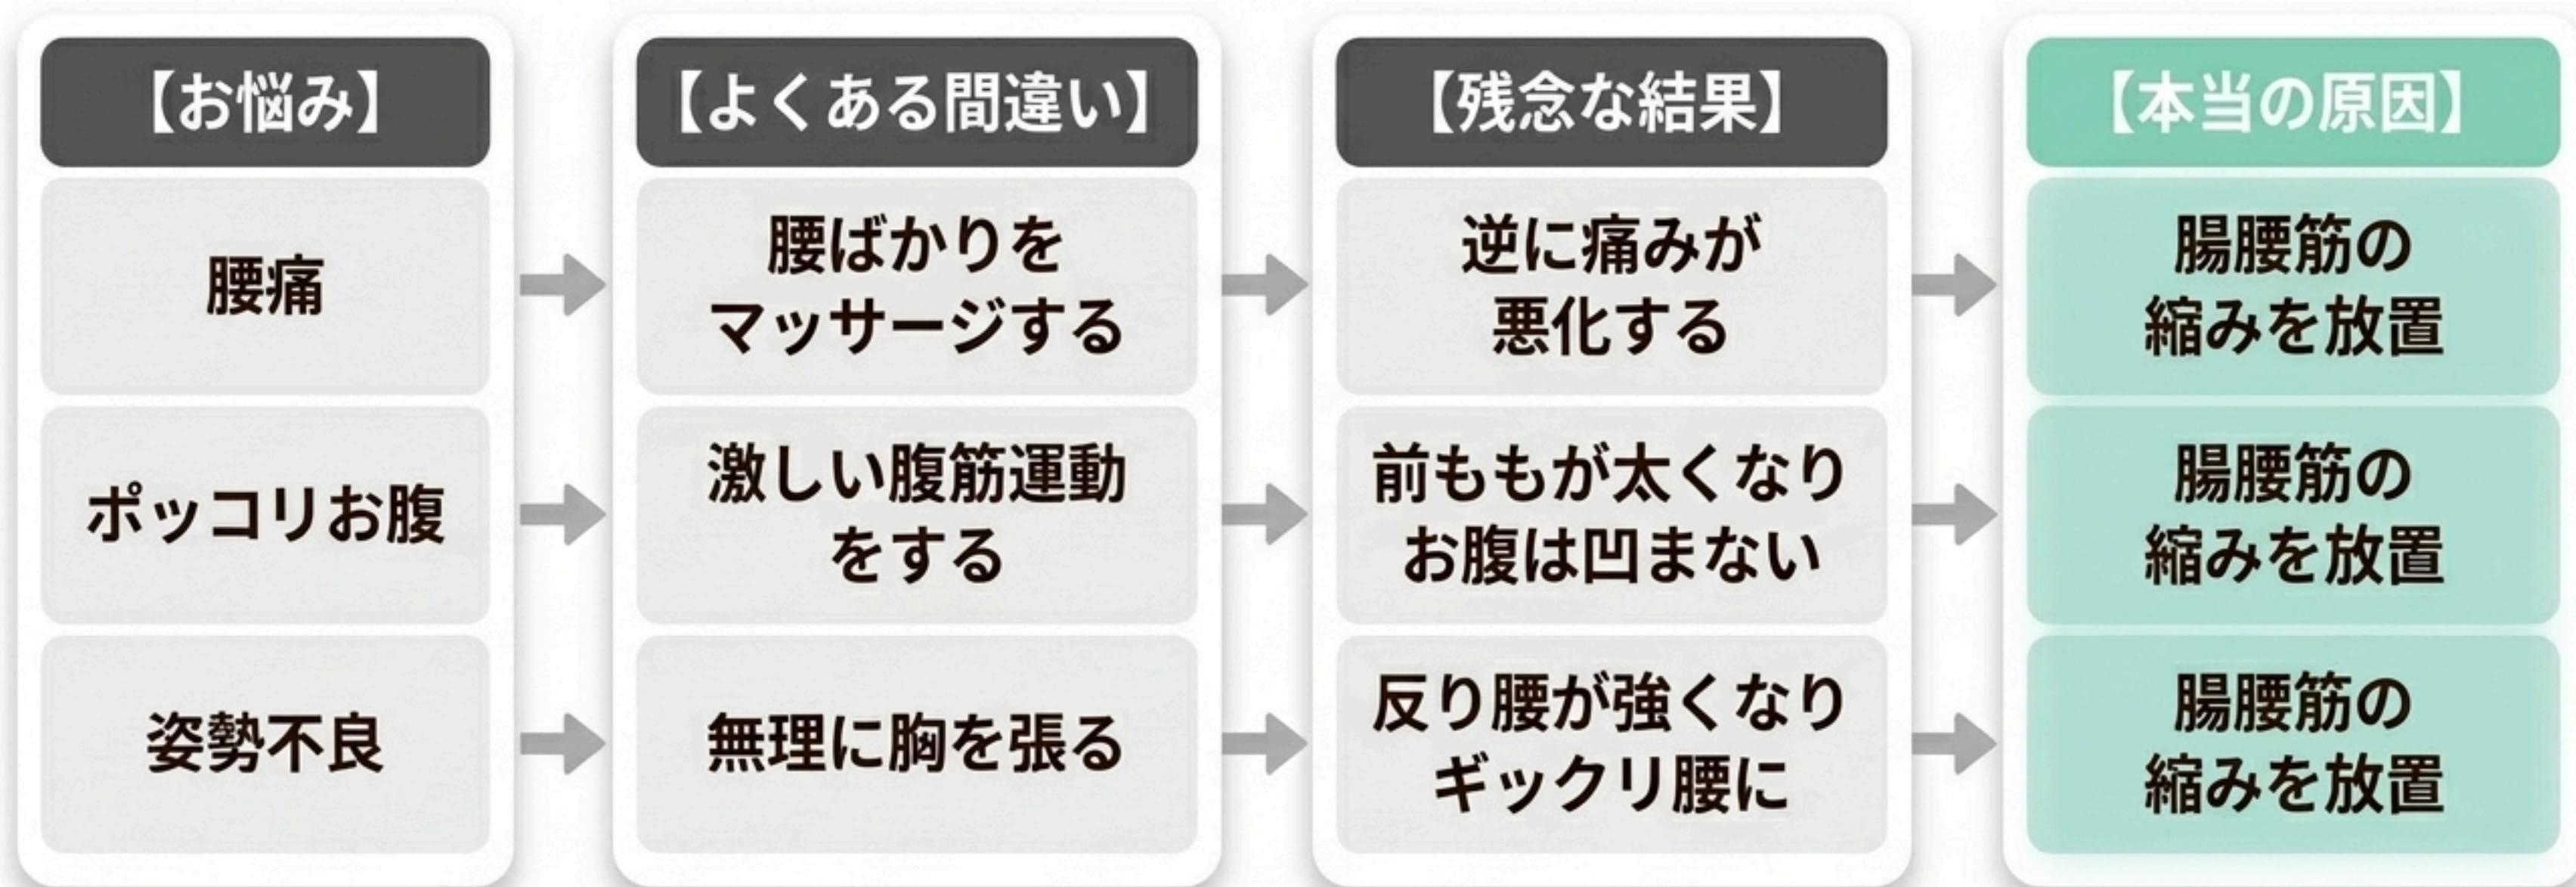 【お悩み】
【よくある間違い】
【残念な結果】
【本当の原因】
腰痛
腰ばかりを
マッサージする
逆に痛みが
悪化する
腸腰筋の
縮みを放置
ポッコリお腹
激しい腹筋運動
をする
前ももが太くなり
お腹は凹まない
腸腰筋の
縮みを放置
姿勢不良
無理に胸を張る
反り腰が強くなり
ギックリ腰に
腸腰筋の
縮みを放置